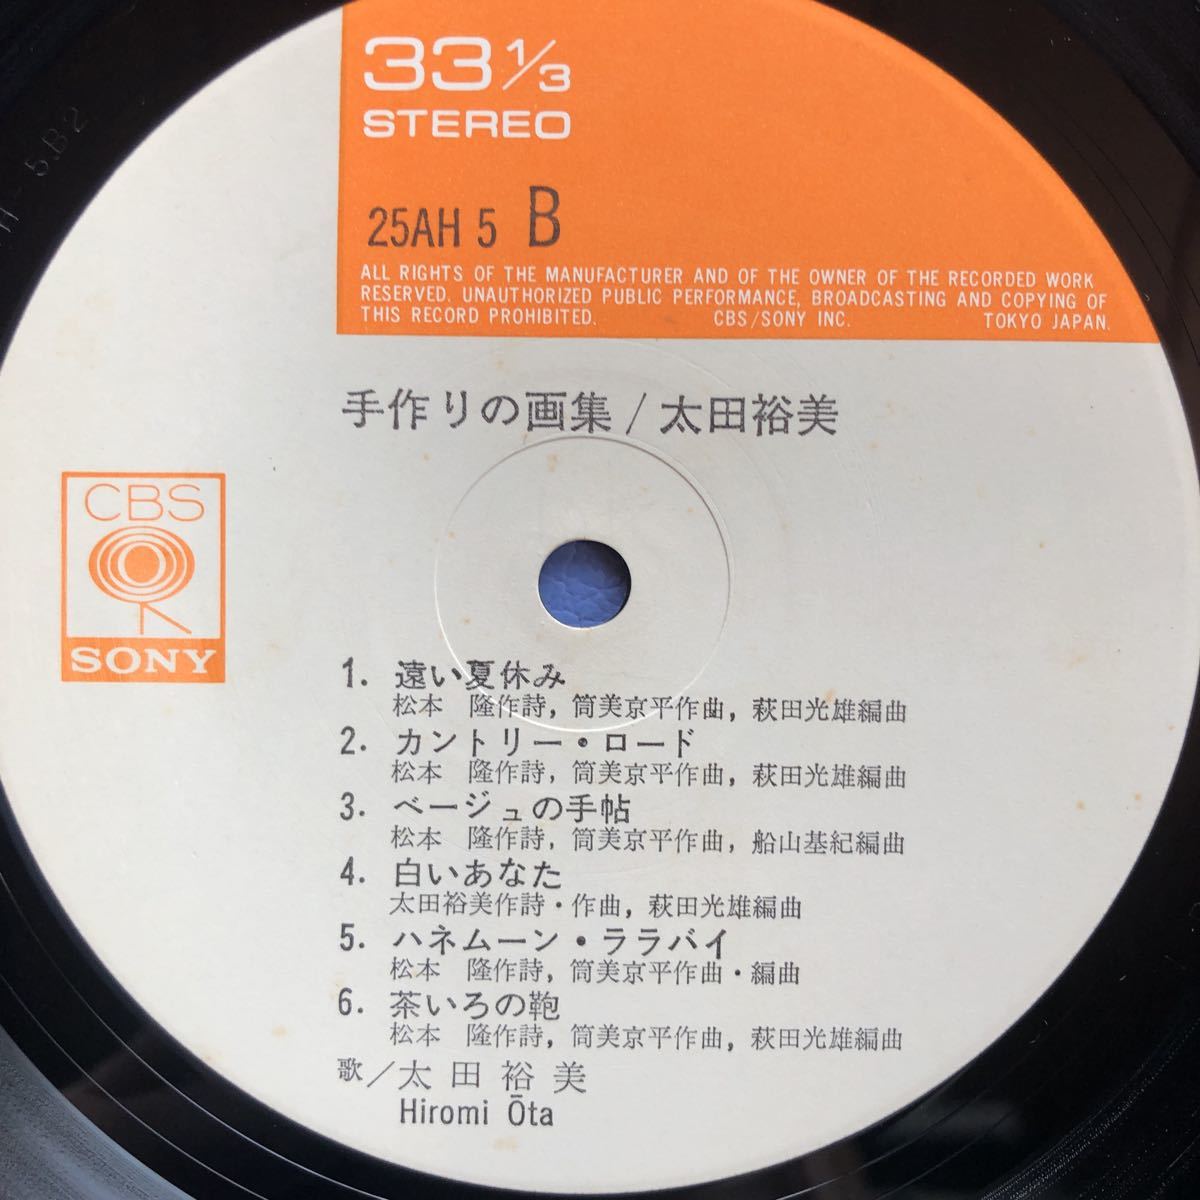 33 1/3
STEREO
25AH 5 B
ALL RIGHTS OF THE MANUFACTURER AND OF THE OWNER OF THE RECORDED WORK
RESERVED. UNAUTHORIZED PUBLIC PERFORMANCE, BROADCASTING AND COPYING OF
THIS RECORD PROHIBITED. CBS/SONY INC. TOKYO JAPAN.
手作りの画集/太田裕美
CBS
SONY
1. 遠い夏休み
松本 隆作詩, 筒美京平作曲, 萩田光雄編曲
2. カントリー・ロード
松本 隆作詩, 筒美京平作曲, 萩田光雄編曲
3. ベージュの手帖
松本 隆作詩, 筒美京平作曲, 船山基紀編曲
4. 白いあなた
太田裕美作詩・作曲, 萩田光雄編曲
5. ハネムーン・ララバイ
松本 隆作詩, 筒美京平作曲・編曲
6. 茶いろの鞄
松本 隆作詩, 筒美京平作曲, 萩田光雄編曲
歌/太田裕美
Hiromi Ōta
5.B2